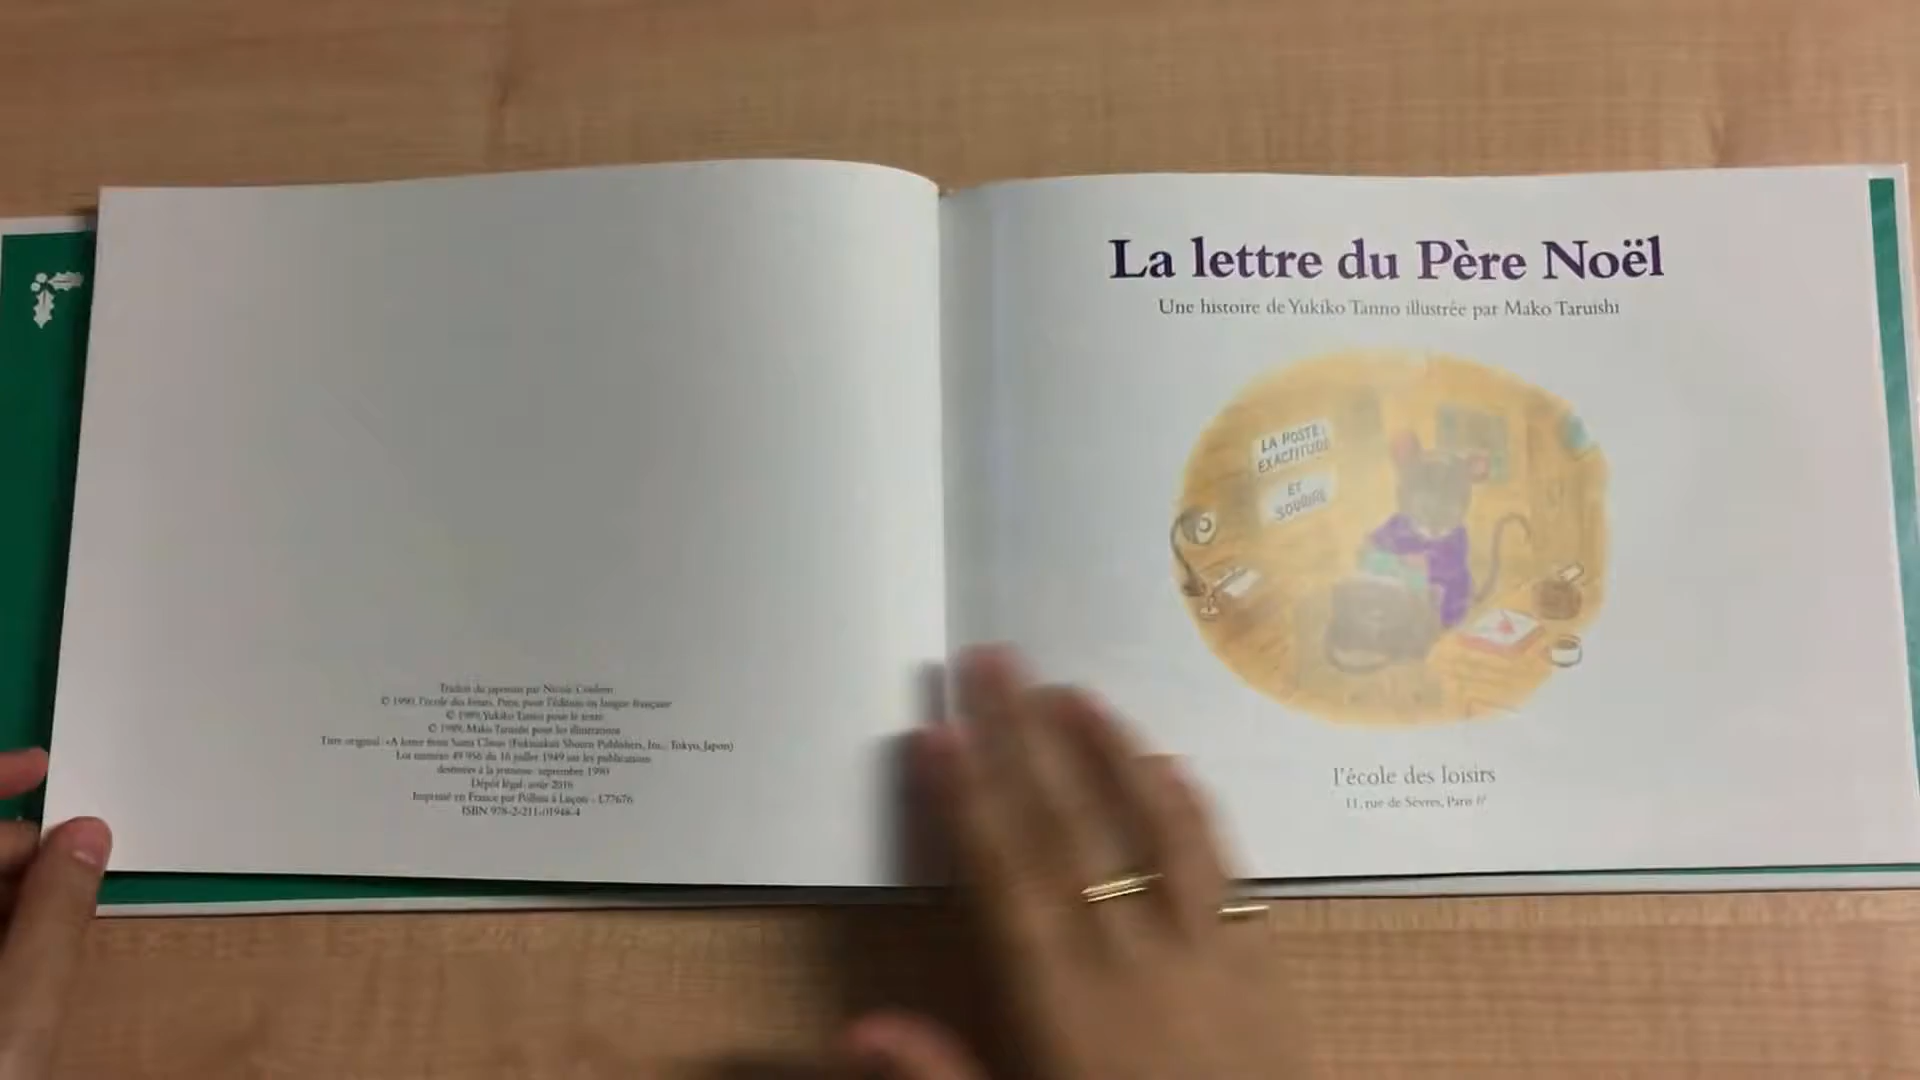 Traduit du japonais par Nicole Coulom
© 1990, l'école des loisirs, Paris, pour l'édition en langue française
© 1989, Yukiko Tanno pour le texte
© 1989, Mako Taruishi pour les illustrations
Titre original: «A letter from Santa Claus» (Fukutake Shoten Publishers, Inc., Tokyo, Japon)
Loi numéro 49 956 du 16 juillet 1949 sur les publications
destinées à la jeunesse: septembre 1990
Dépôt légal: août 2016
Imprimé en France par Pollina à Luçon - L77676
ISBN 978-2-211-01948-4
La lettre du Père Noël
Une histoire de Yukiko Tanno illustrée par Mako Taruishi
LA POSTE:
EXACTITUDE
ET
SOURIRE
l'école des loisirs
11, rue de Sèvres, Paris 6e